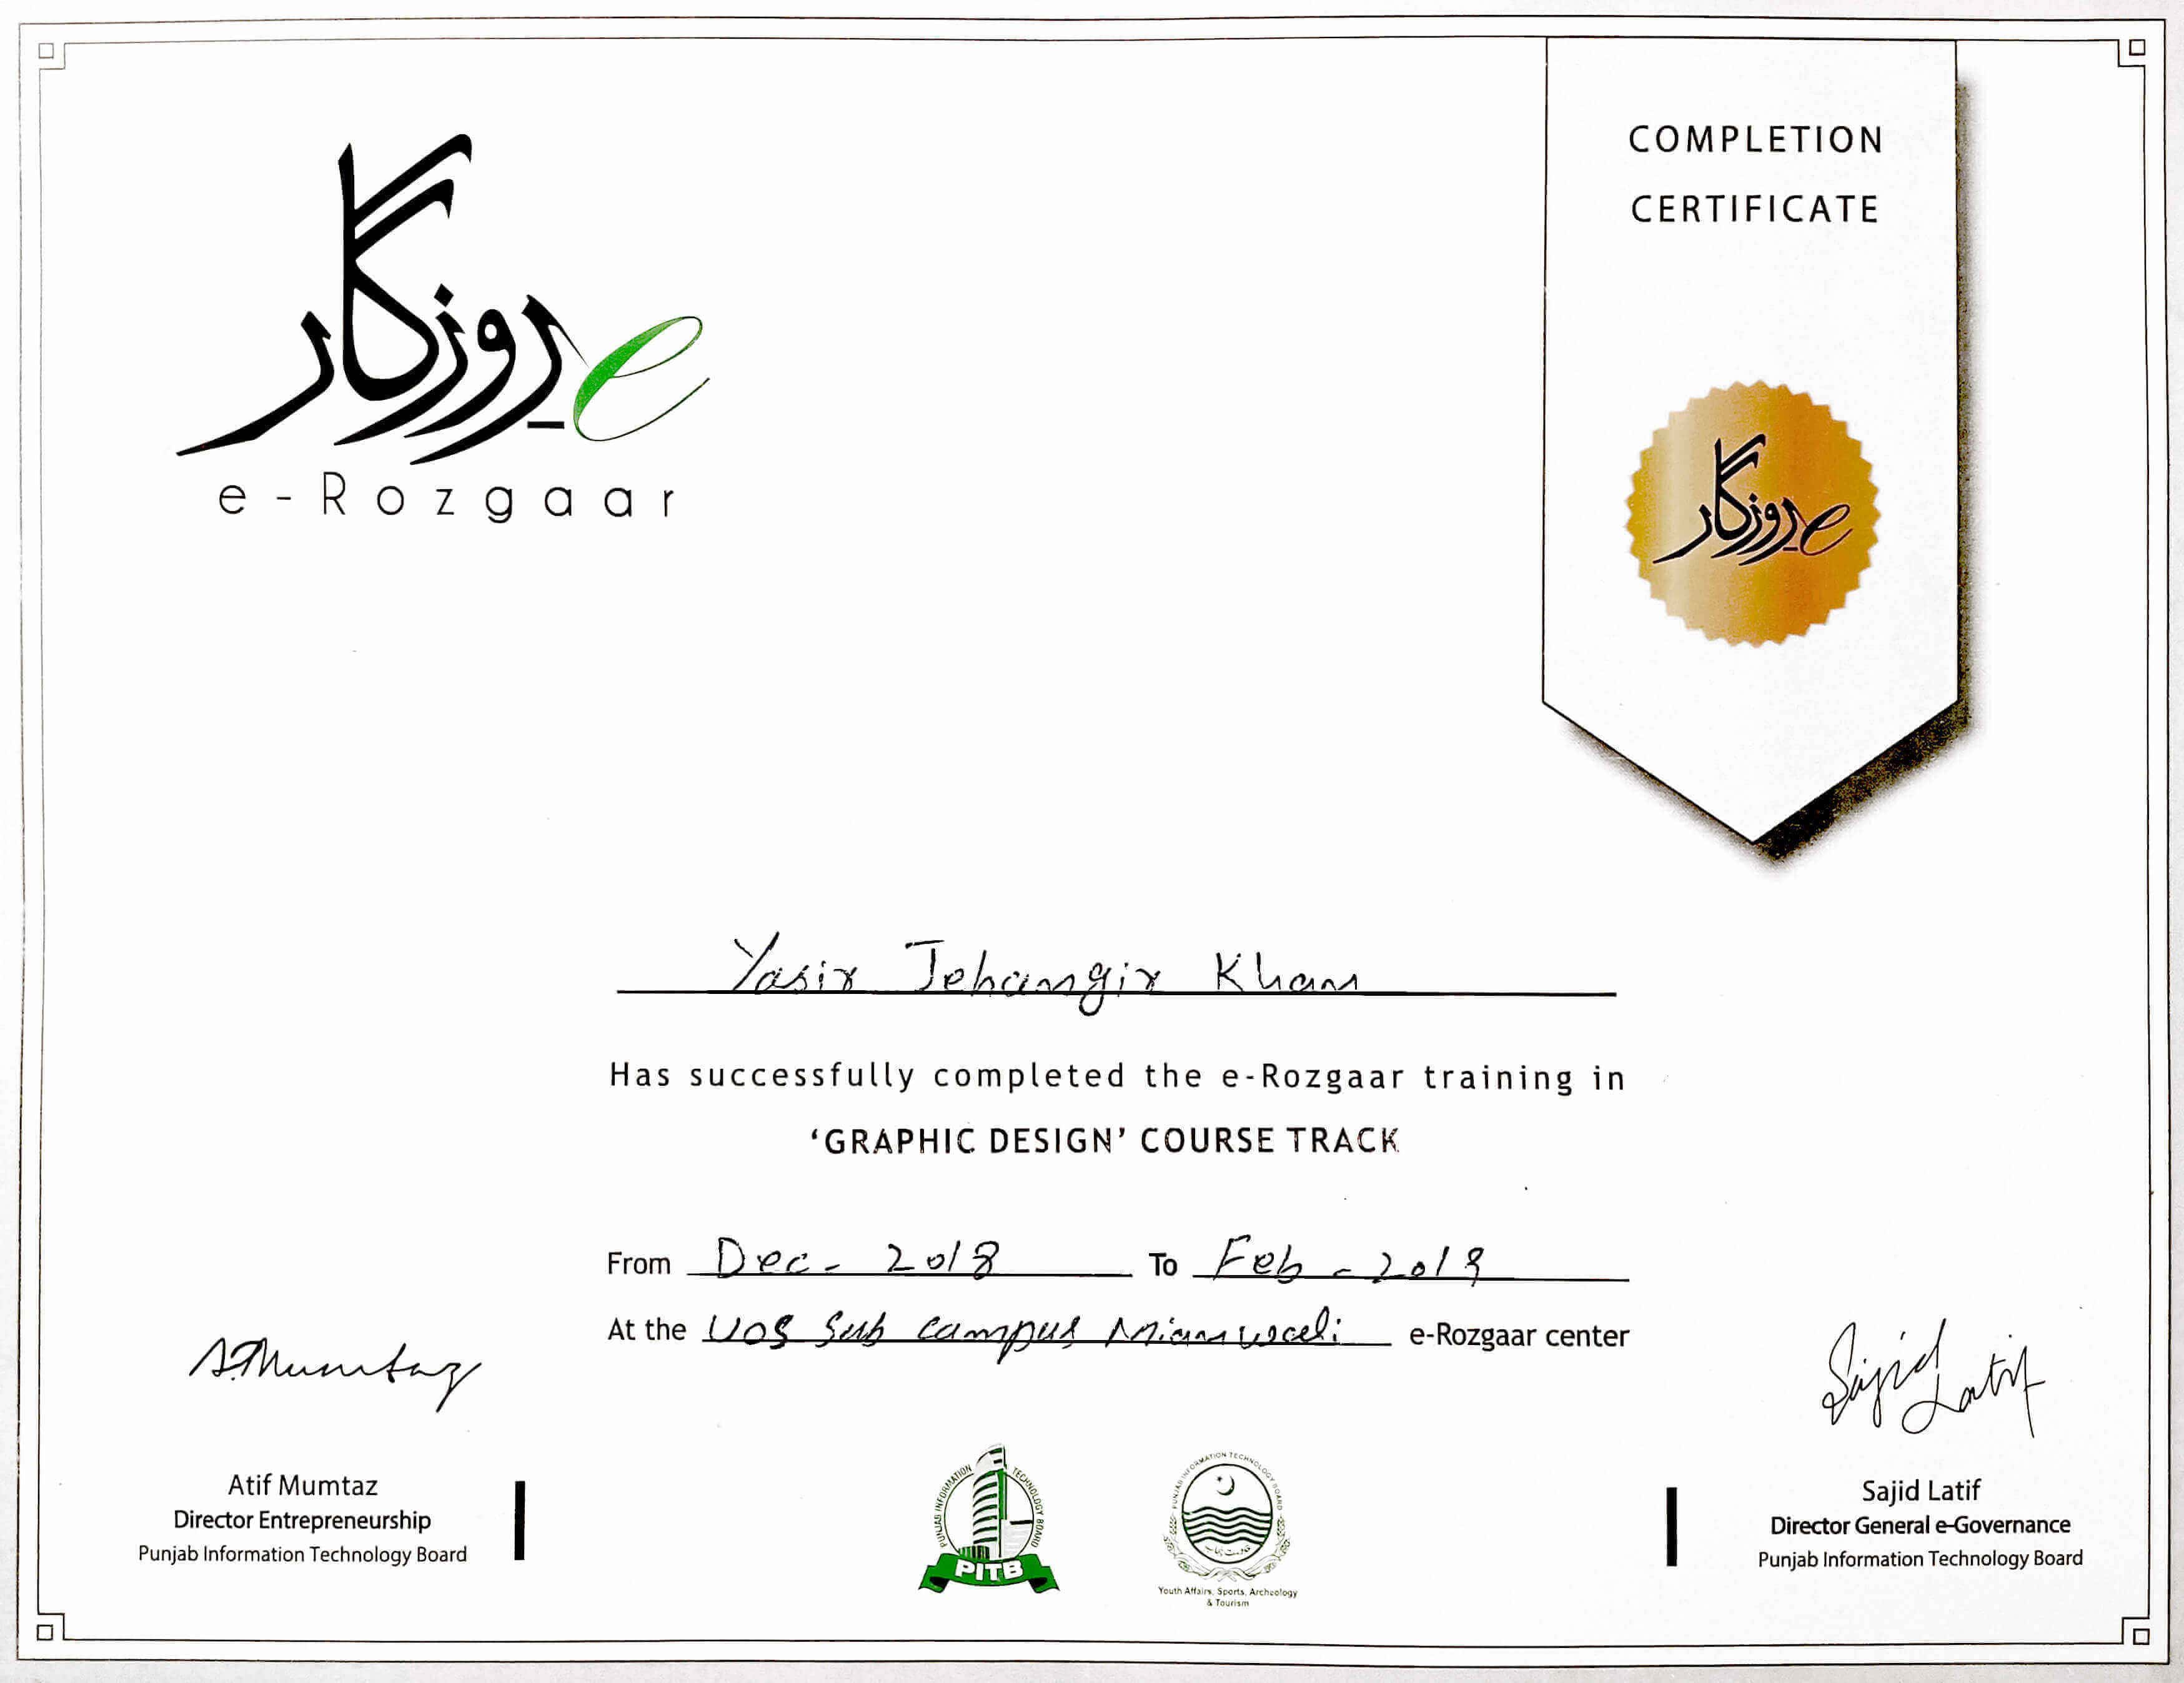 COMPLETION
CERTIFICATE
eِروزگار
e-Rozgaar
eِروزگار
Yasir Jehangir Khan
Has successfully completed the e-Rozgaar training in
‘GRAPHIC DESIGN’ COURSE TRACK
From Dec - 2018 To Feb - 2019
At the UOS Sub campus Mianwali e-Rozgaar center
A.Mumtaz
Sajid Latif
Atif Mumtaz
Director Entrepreneurship
Punjab Information Technology Board
PUNJAB INFORMATION TECHNOLOGY BOARD
PITB
PUNJAB INFORMATION TECHNOLOGY BOARD
Youth Affairs, Sports, Archeology
& Tourism
Sajid Latif
Director General e-Governance
Punjab Information Technology Board